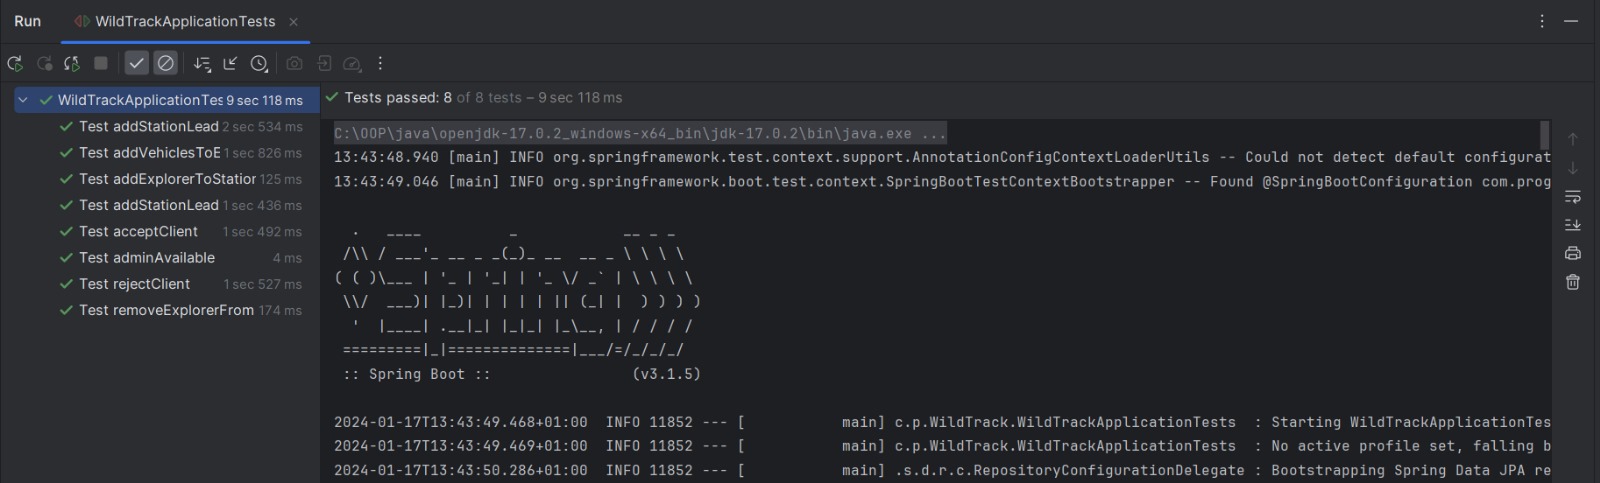 Run WildTrackApplicationTests
WildTrackApplicationTes 9 sec 118 ms
Test addStationLead 2 sec 534 ms
Test addVehiclesToE 1 sec 826 ms
Test addExplorerToStation 125 ms
Test addStationLead 1 sec 436 ms
Test acceptClient 1 sec 492 ms
Test adminAvailable 4 ms
Test rejectClient 1 sec 527 ms
Test removeExplorerFrom 174 ms
Tests passed: 8 of 8 tests – 9 sec 118 ms
C:\OOP\java\openjdk-17.0.2_windows-x64_bin\jdk-17.0.2\bin\java.exe ...
13:43:48.940 [main] INFO org.springframework.test.context.support.AnnotationConfigContextLoaderUtils -- Could not detect default configurat
13:43:49.046 [main] INFO org.springframework.boot.test.context.SpringBootTestContextBootstrapper -- Found @SpringBootConfiguration com.prog
  .   ____          _            __ _ _
 /\\ / ___'_ __ _ _(_)_ __  __ _ \ \ \ \
( ( )\___ | '_ | '_| | '_ \/ _` | \ \ \ \
 \\/  ___)| |_)| | | | | || (_| |  ) ) ) )
  '  |____| .__|_| |_|_| |_\__, | / / / /
 =========|_|==============|___/=/_/_/_/
:: Spring Boot :: (v3.1.5)
2024-01-17T13:43:49.468+01:00  INFO 11852 --- [           main] c.p.WildTrack.WildTrackApplicationTests  : Starting WildTrackApplicationTes
2024-01-17T13:43:49.469+01:00  INFO 11852 --- [           main] c.p.WildTrack.WildTrackApplicationTests  : No active profile set, falling b
2024-01-17T13:43:50.286+01:00  INFO 11852 --- [           main] .s.d.r.c.RepositoryConfigurationDelegate : Bootstrapping Spring Data JPA re